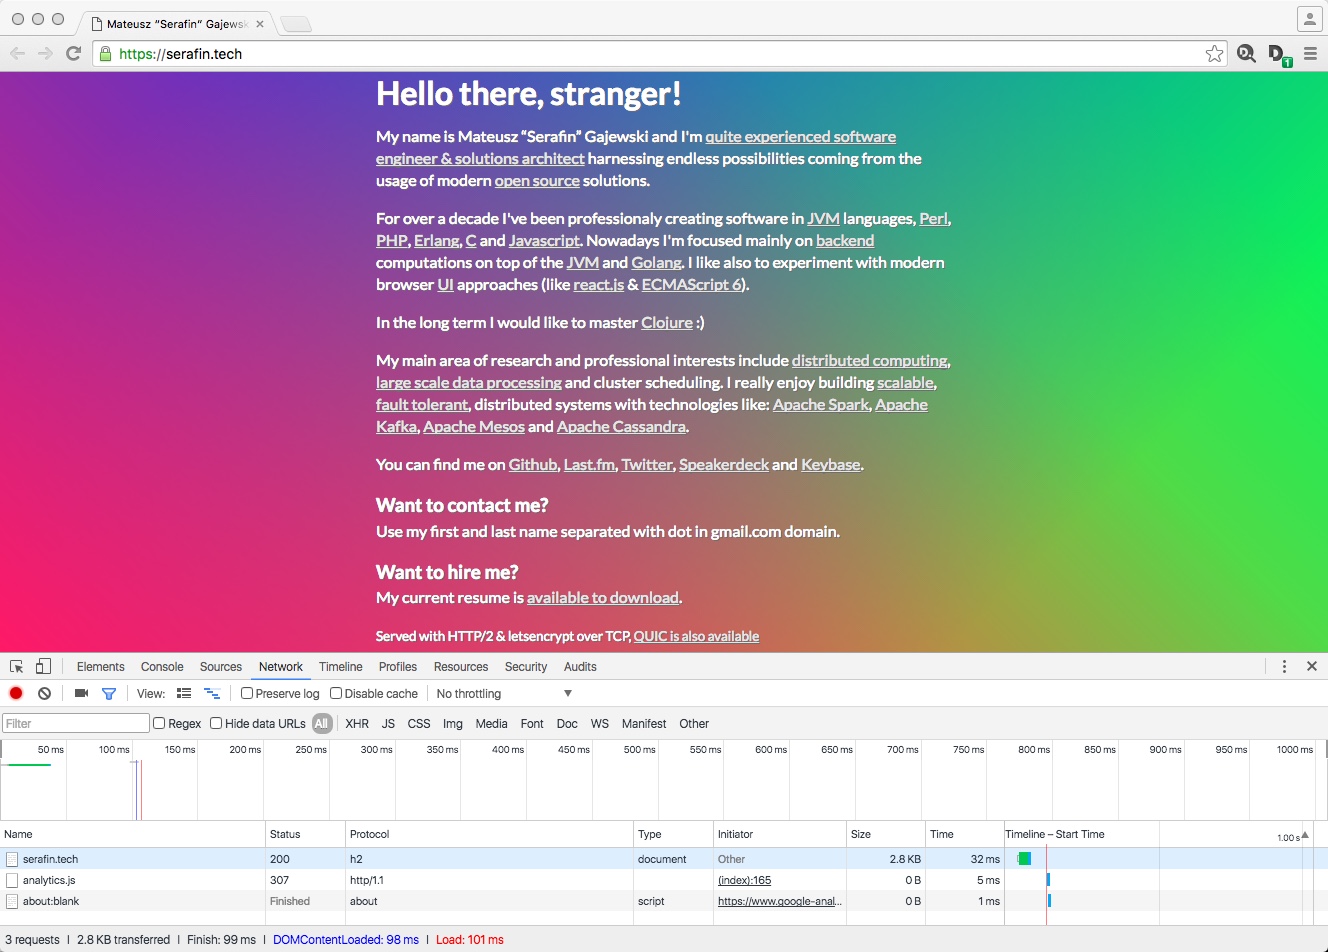 Mateusz “Serafin” Gajewsk
https://serafin.tech
1
Hello there, stranger!
My name is Mateusz “Serafin” Gajewski and I'm quite experienced software
engineer & solutions architect harnessing endless possibilities coming from the
usage of modern open source solutions.
For over a decade I've been professionaly creating software in JVM languages, Perl,
PHP, Erlang, C and Javascript. Nowadays I'm focused mainly on backend
computations on top of the JVM and Golang. I like also to experiment with modern
browser UI approaches (like react.js & ECMAScript 6).
In the long term I would like to master Clojure :)
My main area of research and professional interests include distributed computing,
large scale data processing and cluster scheduling. I really enjoy building scalable,
fault tolerant, distributed systems with technologies like: Apache Spark, Apache
Kafka, Apache Mesos and Apache Cassandra.
You can find me on Github, Last.fm, Twitter, Speakerdeck and Keybase.
Want to contact me?
Use my first and last name separated with dot in gmail.com domain.
Want to hire me?
My current resume is available to download.
Served with HTTP/2 & letsencrypt over TCP, QUIC is also available
Elements Console Sources Network Timeline Profiles Resources Security Audits
View: Preserve log Disable cache No throttling
Filter Regex Hide data URLs All XHR JS CSS Img Media Font Doc WS Manifest Other
50 ms 100 ms 150 ms 200 ms 250 ms 300 ms 350 ms 400 ms 450 ms 500 ms 550 ms 600 ms 650 ms 700 ms 750 ms 800 ms 850 ms 900 ms 950 ms 1000 ms
Name Status Protocol Type Initiator Size Time Timeline – Start Time 1.00 s
serafin.tech 200 h2 document Other 2.8 KB 32 ms
analytics.js 307 http/1.1 (index):165 0 B 5 ms
about:blank Finished about script https://www.google-anal... 0 B 1 ms
3 requests | 2.8 KB transferred | Finish: 99 ms | DOMContentLoaded: 98 ms | Load: 101 ms